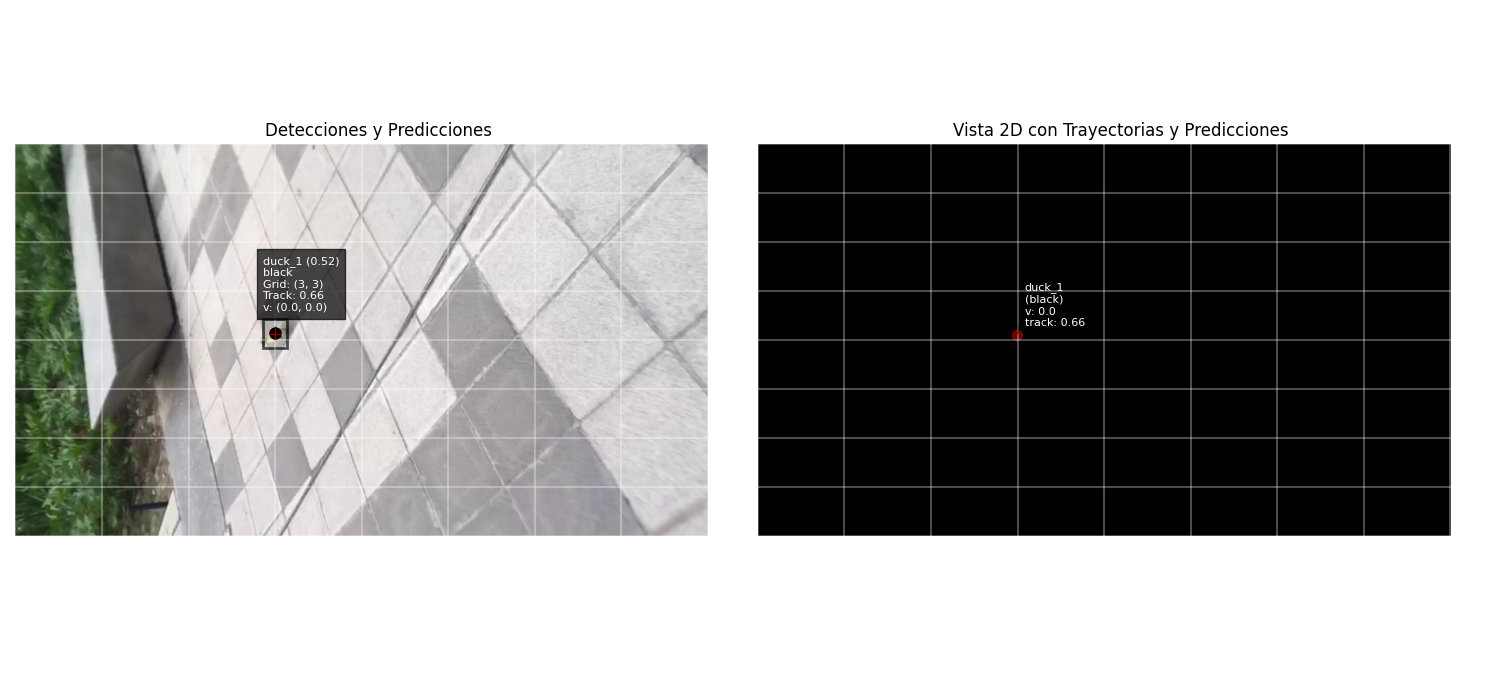 Detecciones y Predicciones
duck_1 (0.52)
black
Grid: (3, 3)
Track: 0.66
v: (0.0, 0.0)
Vista 2D con Trayectorias y Predicciones
duck_1
(black)
v: 0.0
track: 0.66